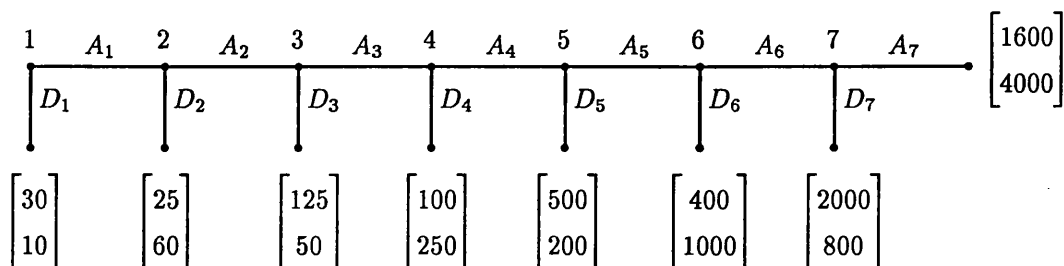 1 A₁ 2 A₂ 3 A₃ 4 A₄ 5 A₅ 6 A₆ 7 A₇ [1600
4000]
D₁ D₂ D₃ D₄ D₅ D₆ D₇
[30 [25 [125 [100 [500 [400 [2000
10] 60] 50] 250] 200] 1000] 800]